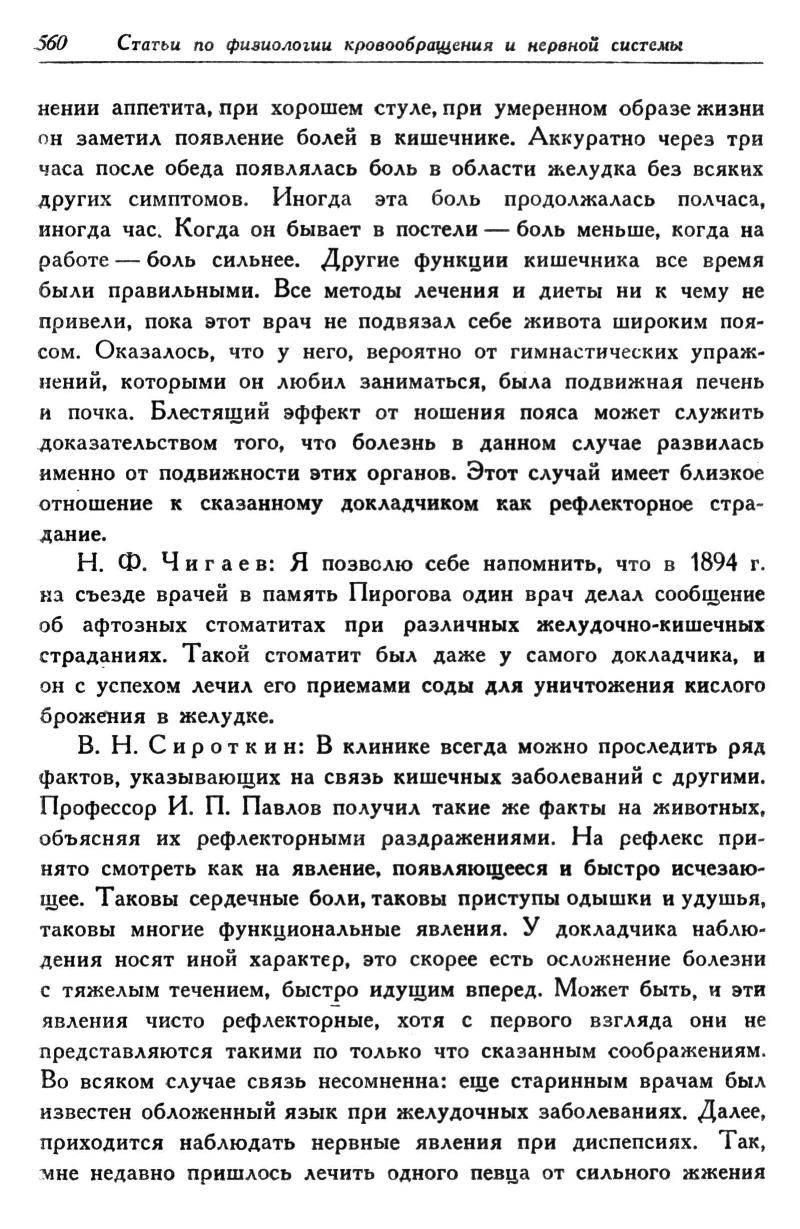 560 Статьи по физиологии кровообращения и нервной системы
нении аппетита, при хорошем стуле, при умеренном образе жизни
он заметил появление болей в кишечнике. Аккуратно через три
часа после обеда появлялась боль в области желудка без всяких
других симптомов. Иногда эта боль продолжалась полчаса,
иногда час. Когда он бывает в постели — боль меньше, когда на
работе — боль сильнее. Другие функции кишечника все время
были правильными. Все методы лечения и диеты ни к чему не
привели, пока этот врач не подвязал себе живота широким поя-
сом. Оказалось, что у него, вероятно от гимнастических упраж-
нений, которыми он любил заниматься, была подвижная печень
и почка. Блестящий эффект от ношения пояса может служить
доказательством того, что болезнь в данном случае развилась
именно от подвижности этих органов. Этот случай имеет близкое
отношение к сказанному докладчиком как рефлекторное стра-
дание.
Н. Ф. Чигаев: Я позволю себе напомнить, что в 1894 г.
на съезде врачей в память Пирогова один врач делал сообщение
об афтозных стоматитах при различных желудочно-кишечных
страданиях. Такой стоматит был даже у самого докладчика, и
он с успехом лечил его приемами соды для уничтожения кислого
брожения в желудке.
В. Н. Сироткин: В клинике всегда можно проследить ряд
фактов, указывающих на связь кишечных заболеваний с другими.
Профессор И. П. Павлов получил такие же факты на животных,
объясняя их рефлекторными раздражениями. На рефлекс при-
нято смотреть как на явление, появляющееся и быстро исчезаю-
щее. Таковы сердечные боли, таковы приступы одышки и удушья,
таковы многие функциональные явления. У докладчика наблю-
дения носят иной характер, это скорее есть осложнение болезни
с тяжелым течением, быстро идущим вперед. Может быть, и эти
явления чисто рефлекторные, хотя с первого взгляда они не
представляются такими по только что сказанным соображениям.
Во всяком случае связь несомненна: еще старинным врачам был
известен обложенный язык при желудочных заболеваниях. Далее,
приходится наблюдать нервные явления при диспепсиях. Так,
мне недавно пришлось лечить одного певца от сильного жжения